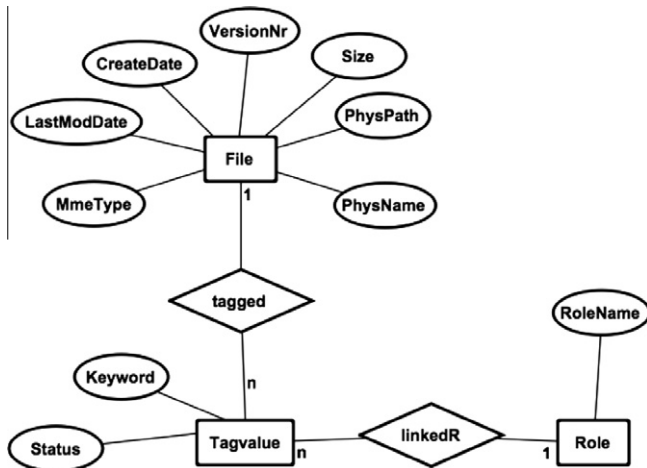 VersionNr
CreateDate
Size
LastModDate
PhysPath
File
MmeType
1
PhysName
tagged
RoleName
Keyword
n
Status
Tagvalue
n
linkedR
1
Role